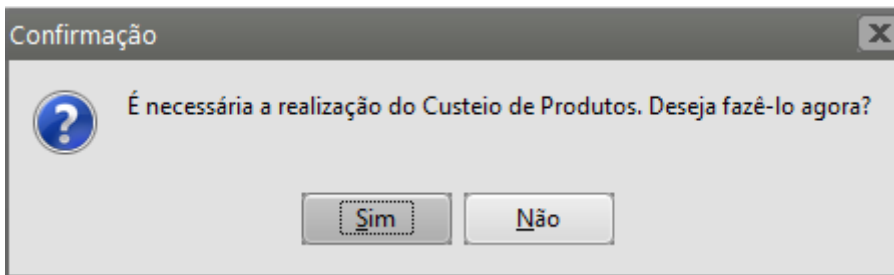 Confirmação
É necessária a realização do Custeio de Produtos. Deseja fazê-lo agora?
Sim
Não